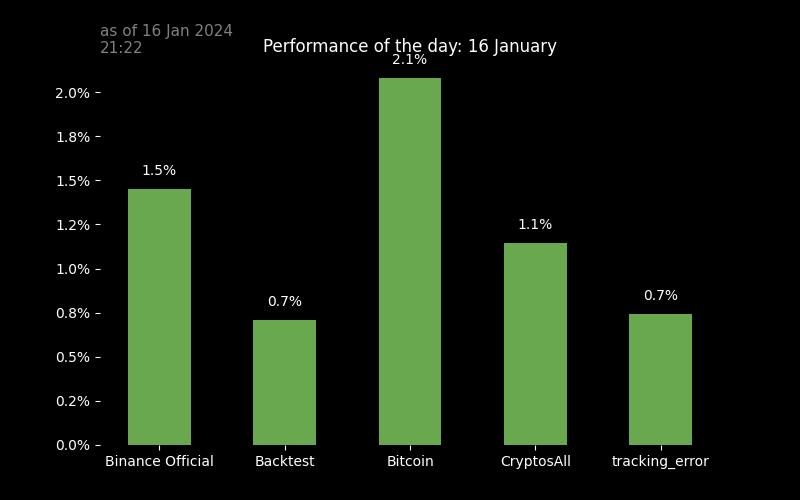 as of 16 Jan 2024
21:22
Performance of the day: 16 January
2.1%
2.0%
1.8%
1.5%
1.5%
1.2%
1.1%
1.0%
0.8%
0.7%
0.7%
0.5%
0.2%
0.0%
Binance Official
Backtest
Bitcoin
CryptosAll
tracking_error